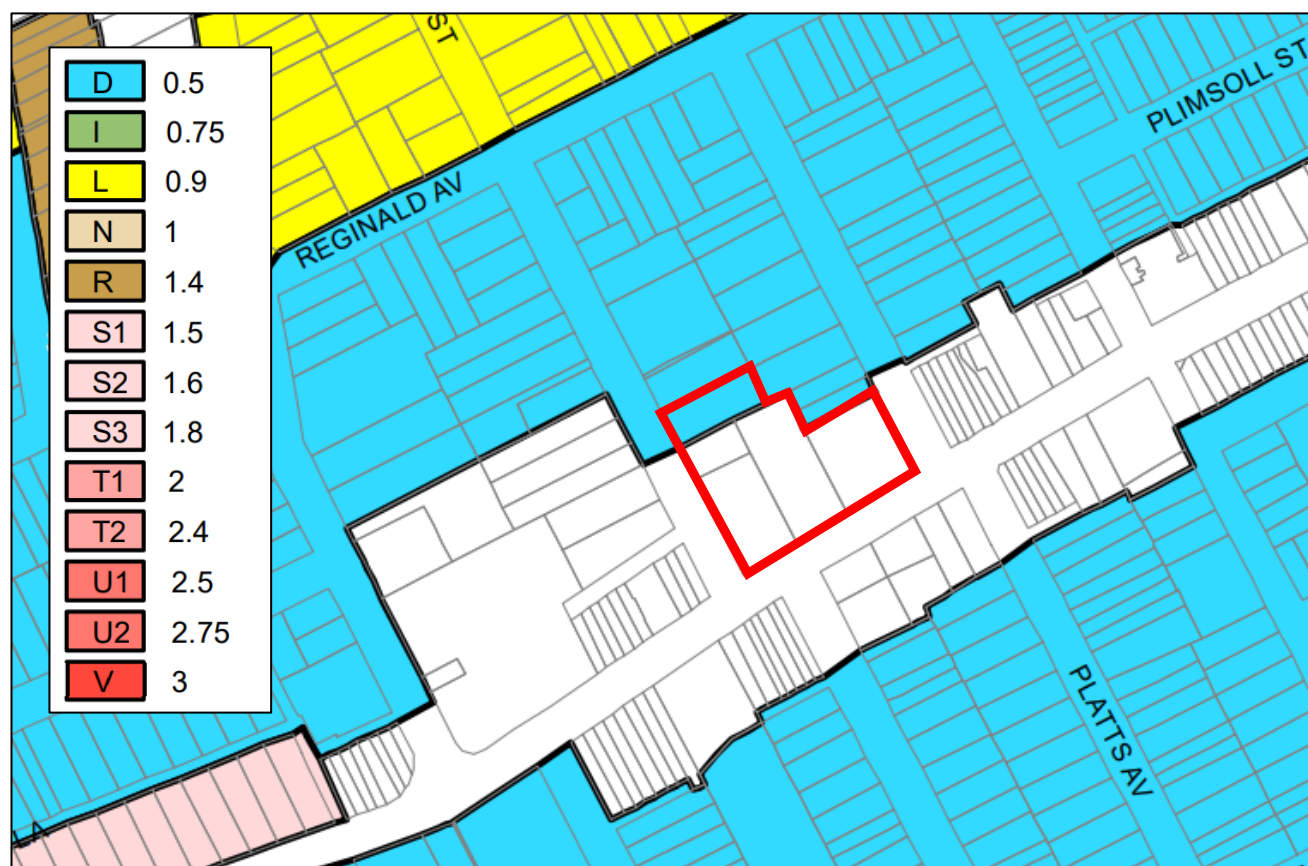 ST
D 0.5
I 0.75
L 0.9
N 1
R 1.4
S1 1.5
S2 1.6
S3 1.8
T1 2
T2 2.4
U1 2.5
U2 2.75
V 3
REGINALD AV
PLIMSOLL ST
PLATTS AV
LA